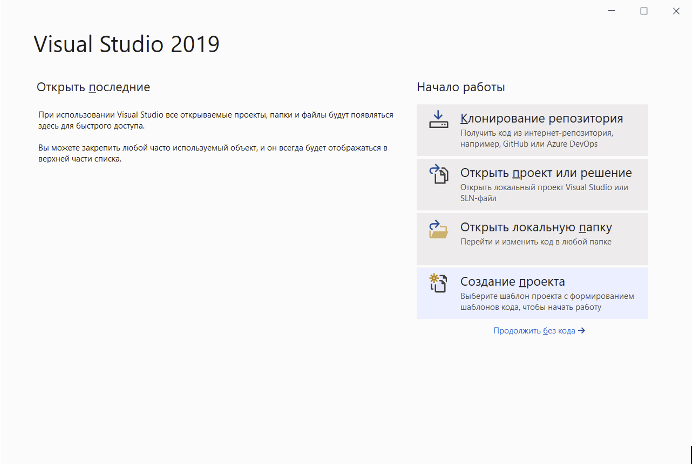 Visual Studio 2019
Открыть последние
При использовании Visual Studio все открываемые проекты, папки и файлы будут появляться
здесь для быстрого доступа.
Вы можете закрепить любой часто используемый объект, и он всегда будет отображаться в
верхней части списка.
Начало работы
Клонирование репозитория
Получить код из интернет-репозитория,
например, GitHub или Azure DevOps
Открыть проект или решение
Открыть локальный проект Visual Studio или
SLN-файл
Открыть локальную папку
Перейти и изменить код в любой папке
Создание проекта
Выберите шаблон проекта с формированием
шаблонов кода, чтобы начать работу
Продолжить без кода →